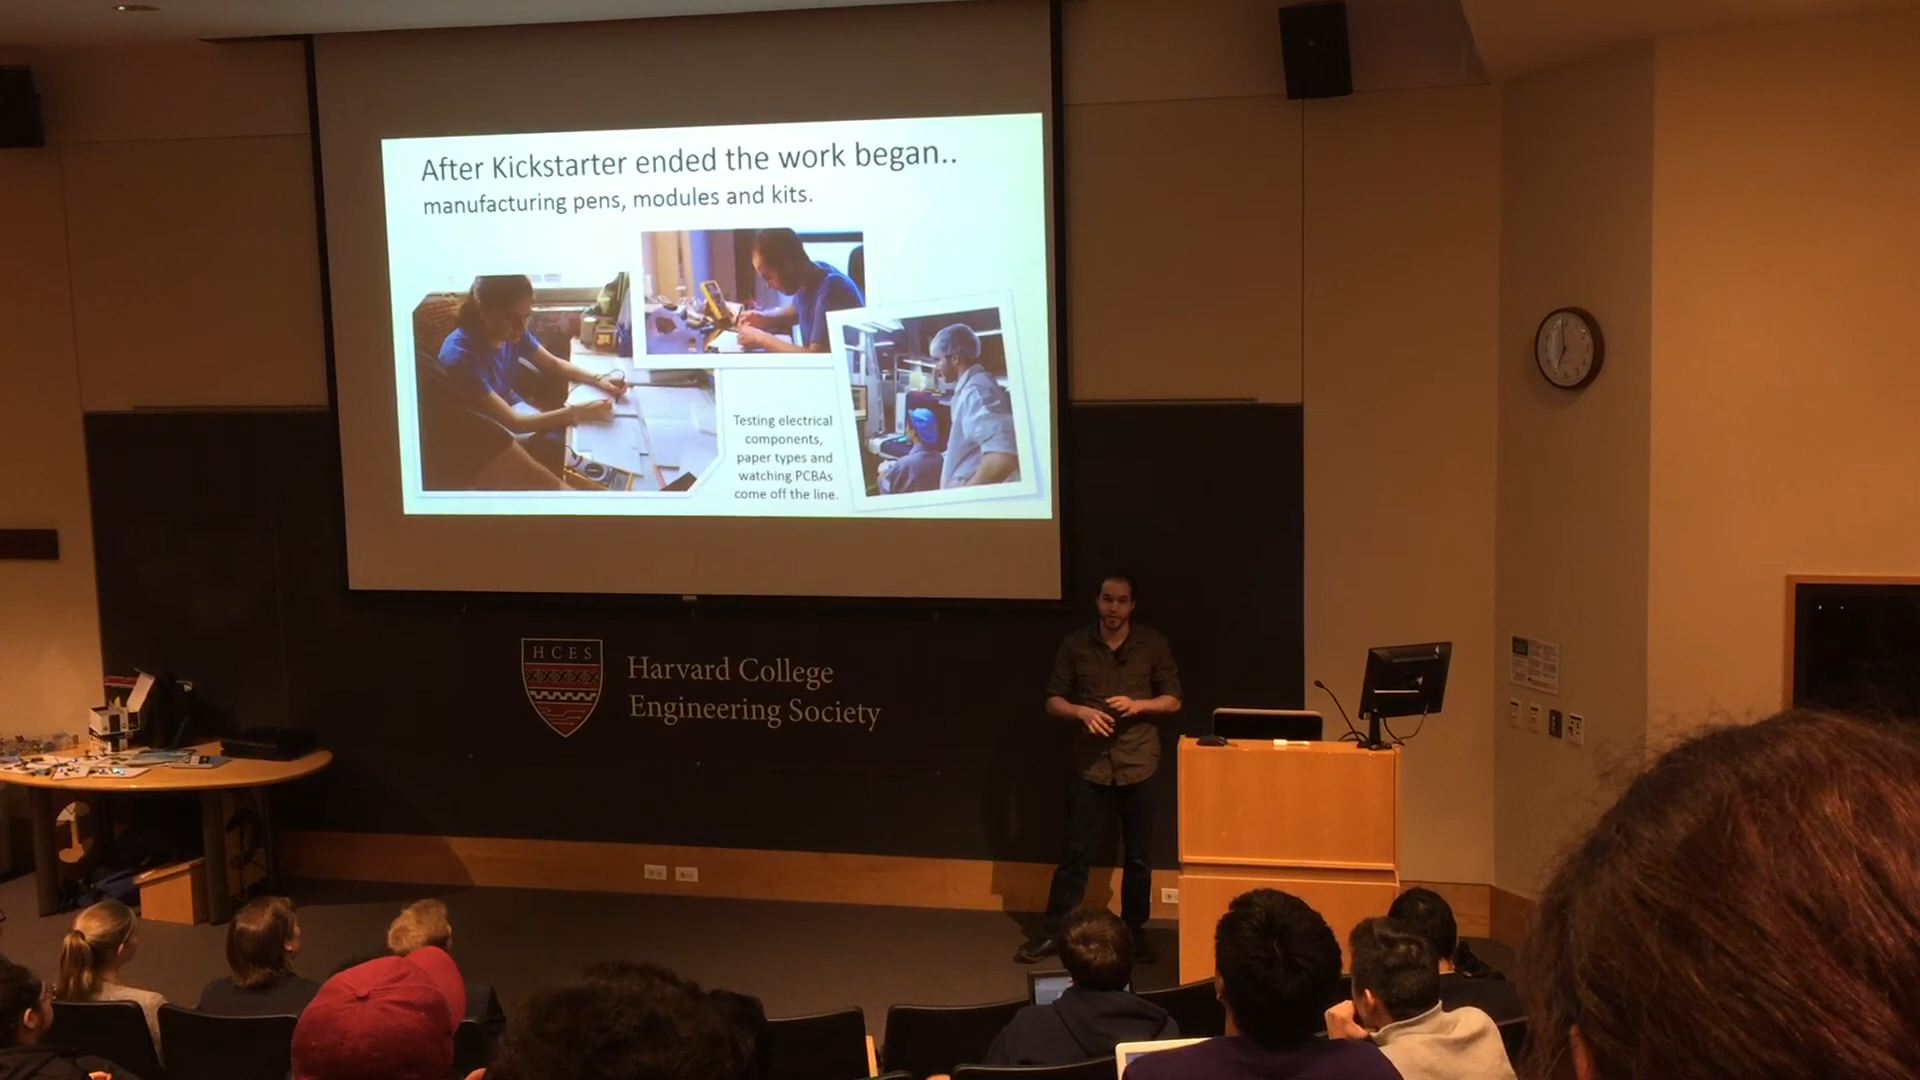 After Kickstarter ended the work began..
manufacturing pens, modules and kits.
Testing electrical
components,
paper types and
watching PCBAs
come off the line.
HCES
Harvard College
Engineering Society